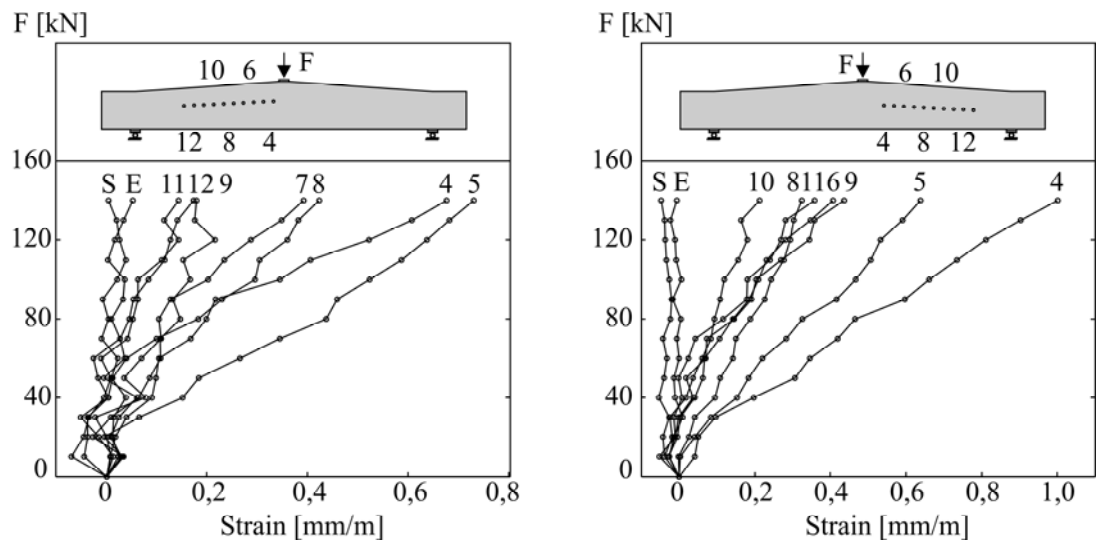 F [kN]
10 6
F
12 8 4
160
S E 11 12 9 7 8 4 5
120
80
40
0
0 0,2 0,4 0,6 0,8
Strain [mm/m]
F [kN]
F
6 10
4 8 12
160
S E 10 8 11 6 9 5 4
120
80
40
0
0 0,2 0,4 0,6 0,8 1,0
Strain [mm/m]